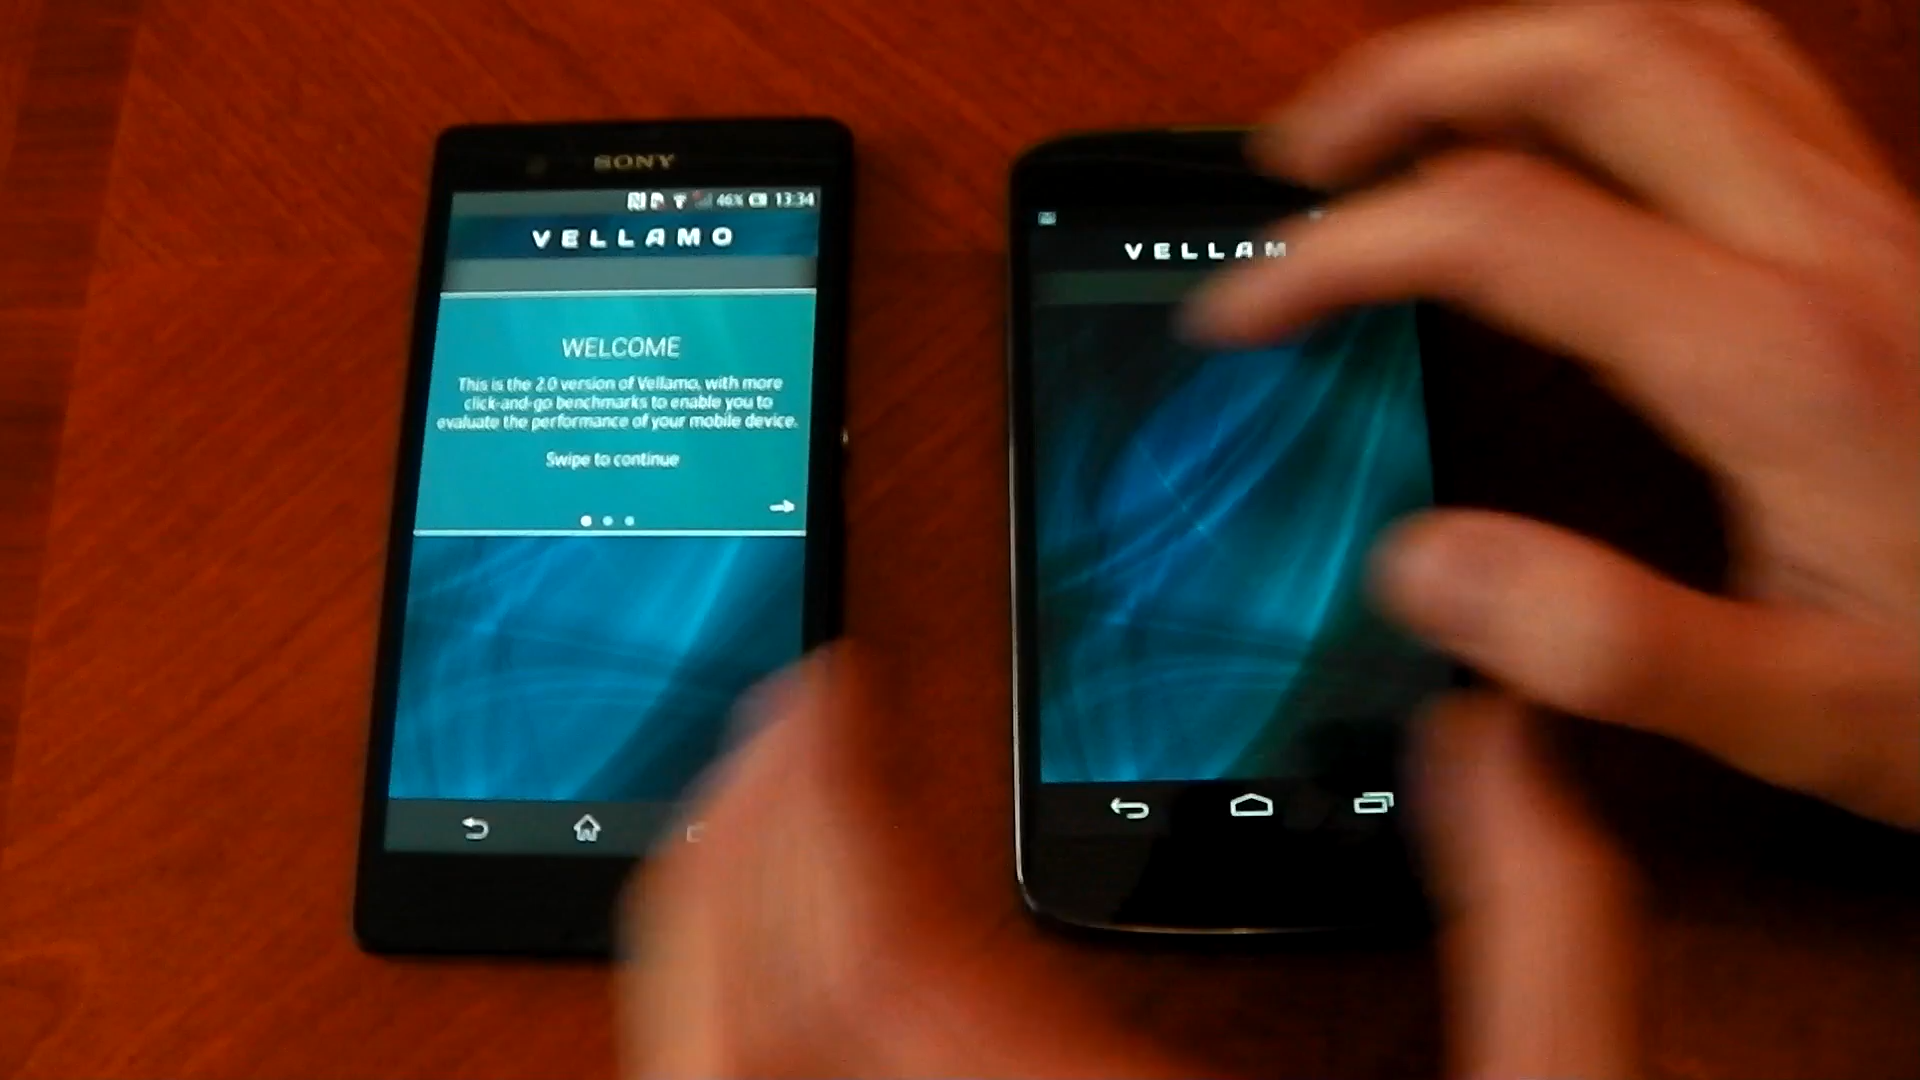 SONY
46% 13:34
VELLAMO
WELCOME
This is the 2.0 version of Vellamo, with more
click-and-go benchmarks to enable you to
evaluate the performance of your mobile device.
Swipe to continue
VELLAM